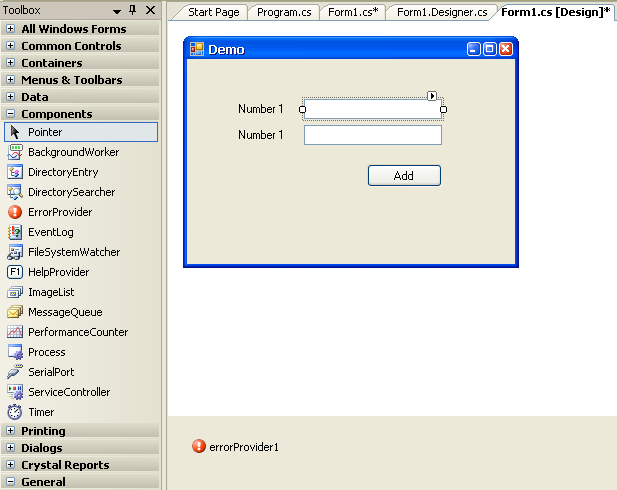 Toolbox
All Windows Forms
Common Controls
Containers
Menus & Toolbars
Data
Components
Pointer
BackgroundWorker
DirectoryEntry
DirectorySearcher
ErrorProvider
EventLog
FileSystemWatcher
F1 HelpProvider
ImageList
MessageQueue
PerformanceCounter
Process
SerialPort
ServiceController
Timer
Printing
Dialogs
Crystal Reports
General
Start Page Program.cs Form1.cs* Form1.Designer.cs Form1.cs [Design]*
Demo
Number 1
Number 1
Add
errorProvider1